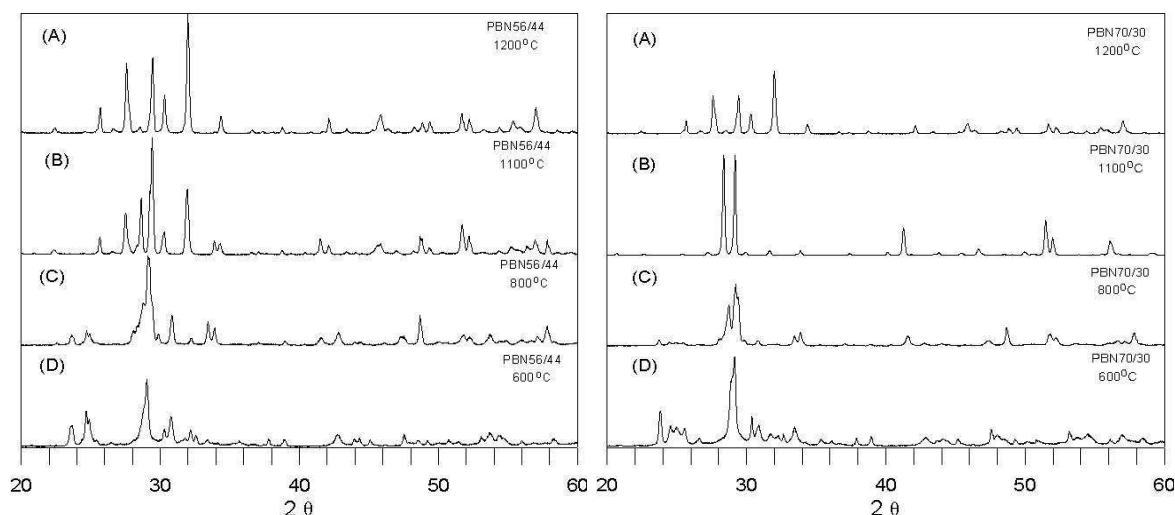 (A)
PBN56/44
1200⁰C
(B)
PBN56/44
1100⁰C
(C)
PBN56/44
800⁰C
(D)
PBN56/44
600⁰C
20 30 40 50 60
2 θ
(A)
PBN70/30
1200⁰C
(B)
PBN70/30
1100⁰C
(C)
PBN70/30
800⁰C
(D)
PBN70/30
600⁰C
20 30 40 50 60
2 θ